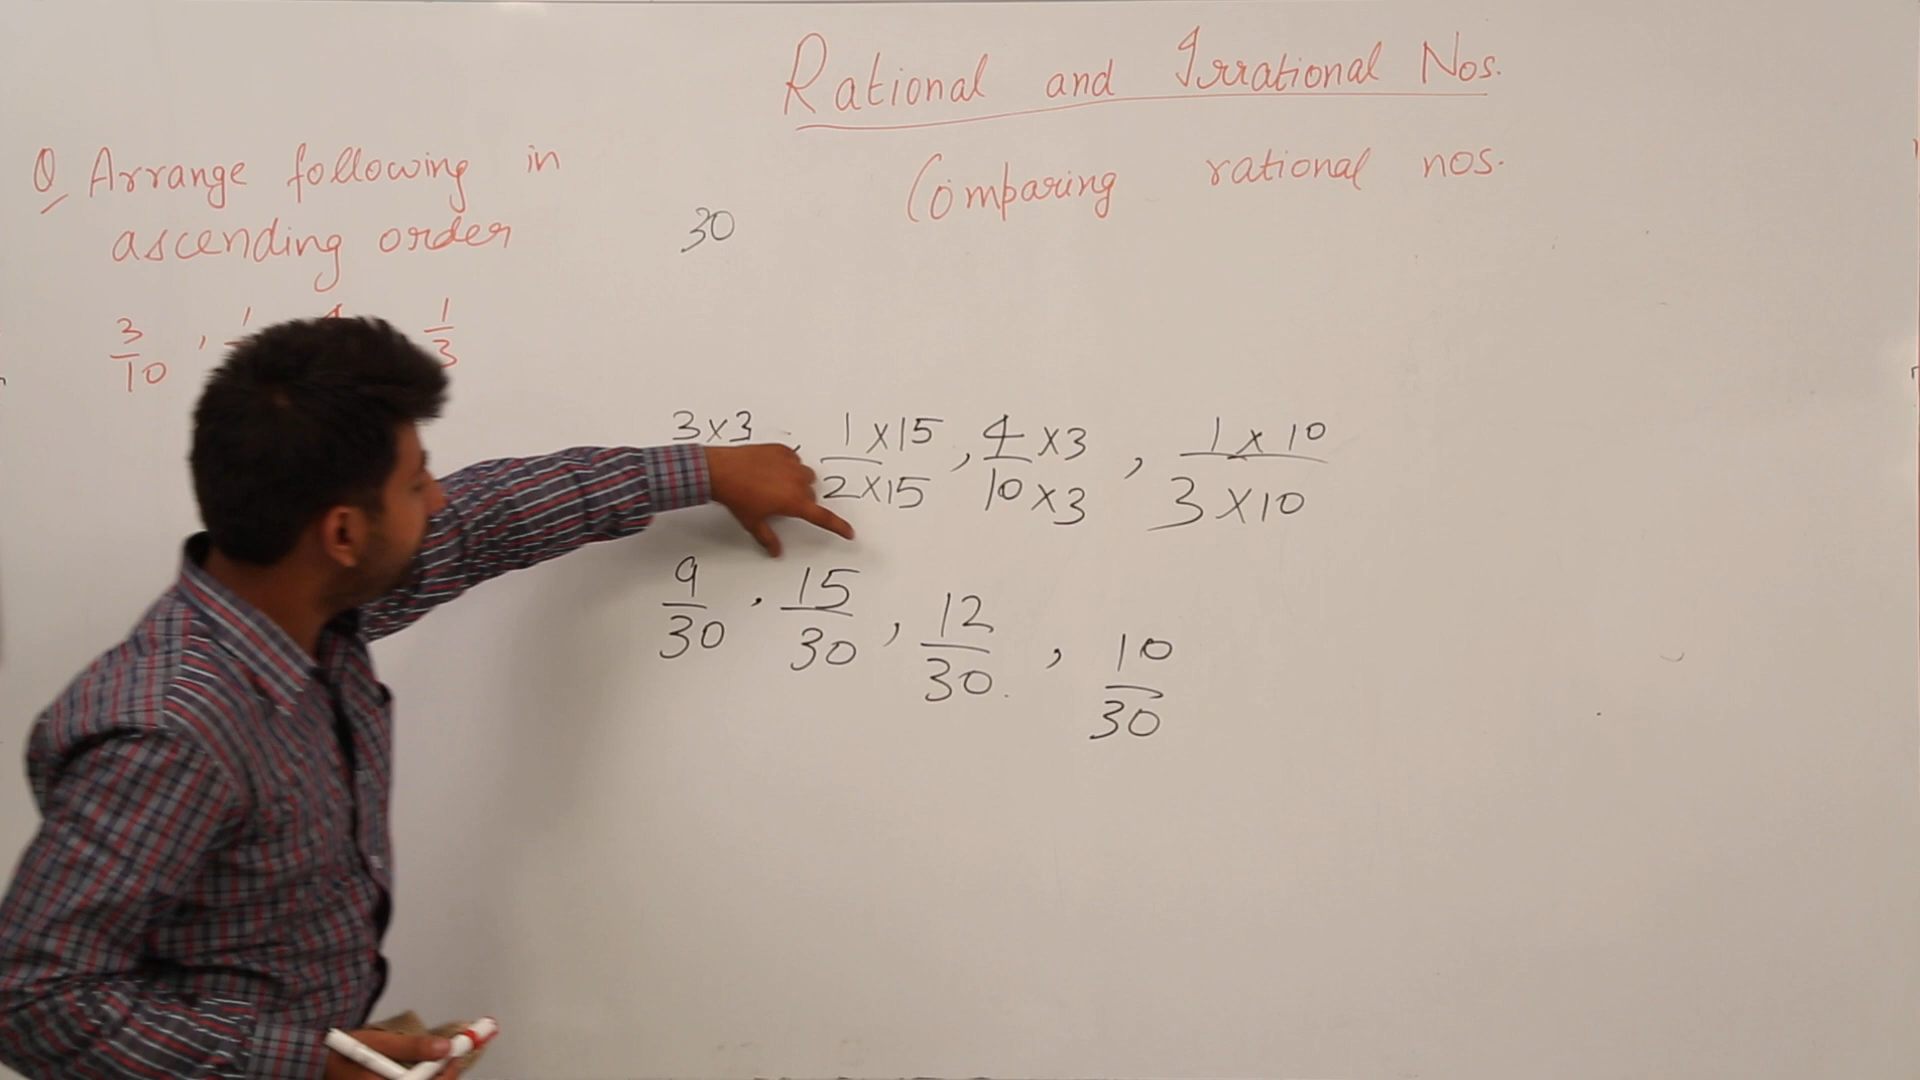 Rational and Irrational Nos.
Q Arrange following in
ascending order
Comparing rational nos.
30
3/10 , 1/3
3x3 , 1x15/2x15 , 4x3/10x3 , 1x10/3x10
9/30 , 15/30 , 12/30 , 10/30